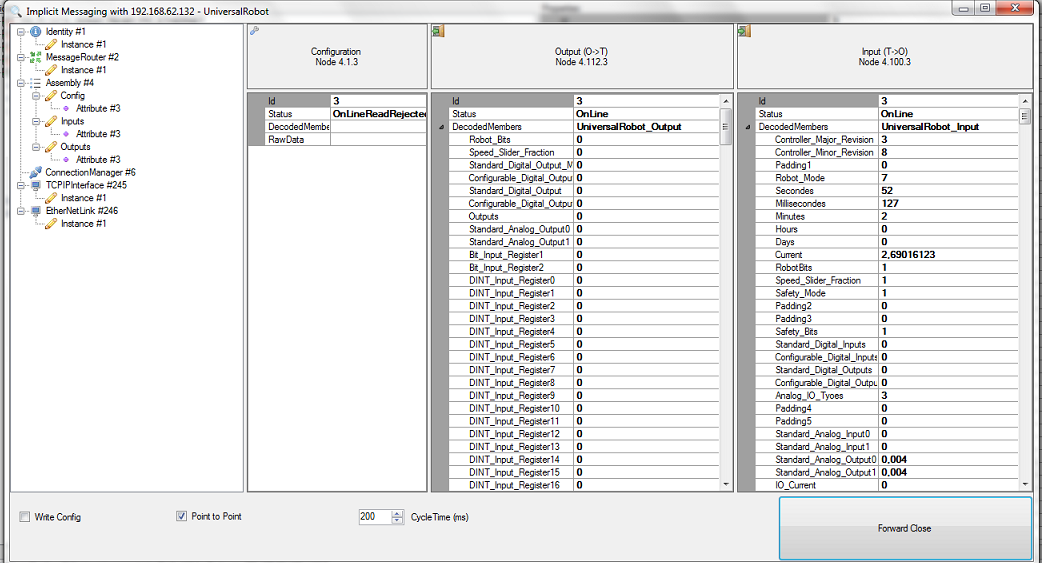 Implicit Messaging with 192.168.62.132 - UniversalRobot
Identity #1
Instance #1
MessageRouter #2
Instance #1
Assembly #4
Config
Attribute #3
Inputs
Attribute #3
Outputs
Attribute #3
ConnectionManager #6
TCPIPInterface #245
Instance #1
EtherNetLink #246
Instance #1
Configuration
Node 4.1.3
Id 3
Status OnLineReadRejected
DecodedMembe
RawData
Output (O->T)
Node 4.112.3
Id 3
Status OnLine
DecodedMembers UniversalRobot_Output
Robot_Bits 0
Speed_Slider_Fraction 0
Standard_Digital_Output_M 0
Configurable_Digital_Outpu 0
Standard_Digital_Output 0
Configurable_Digital_Outpu 0
Outputs 0
Standard_Analog_Output0 0
Standard_Analog_Output1 0
Bit_Input_Register1 0
Bit_Input_Register2 0
DINT_Input_Register0 0
DINT_Input_Register1 0
DINT_Input_Register2 0
DINT_Input_Register3 0
DINT_Input_Register4 0
DINT_Input_Register5 0
DINT_Input_Register6 0
DINT_Input_Register7 0
DINT_Input_Register8 0
DINT_Input_Register9 0
DINT_Input_Register10 0
DINT_Input_Register11 0
DINT_Input_Register12 0
DINT_Input_Register13 0
DINT_Input_Register14 0
DINT_Input_Register15 0
DINT_Input_Register16 0
Input (T->O)
Node 4.100.3
Id 3
Status OnLine
DecodedMembers UniversalRobot_Input
Controller_Major_Revision 3
Controller_Minor_Revision 8
Padding1 0
Robot_Mode 7
Secondes 52
Millisecondes 127
Minutes 2
Hours 0
Days 0
Current 2,69016123
RobotBits 1
Speed_Slider_Fraction 1
Safety_Mode 1
Padding2 0
Padding3 0
Safety_Bits 1
Standard_Digital_Inputs 0
Configurable_Digital_Inputs 0
Standard_Digital_Outputs 0
Configurable_Digital_Outpu 0
Analog_IO_Tyoes 3
Padding4 0
Padding5 0
Standard_Analog_Input0 0
Standard_Analog_Input1 0
Standard_Analog_Output0 0,004
Standard_Analog_Output1 0,004
IO_Current 0
Write Config
Point to Point
200 CycleTime (ms)
Forward Close